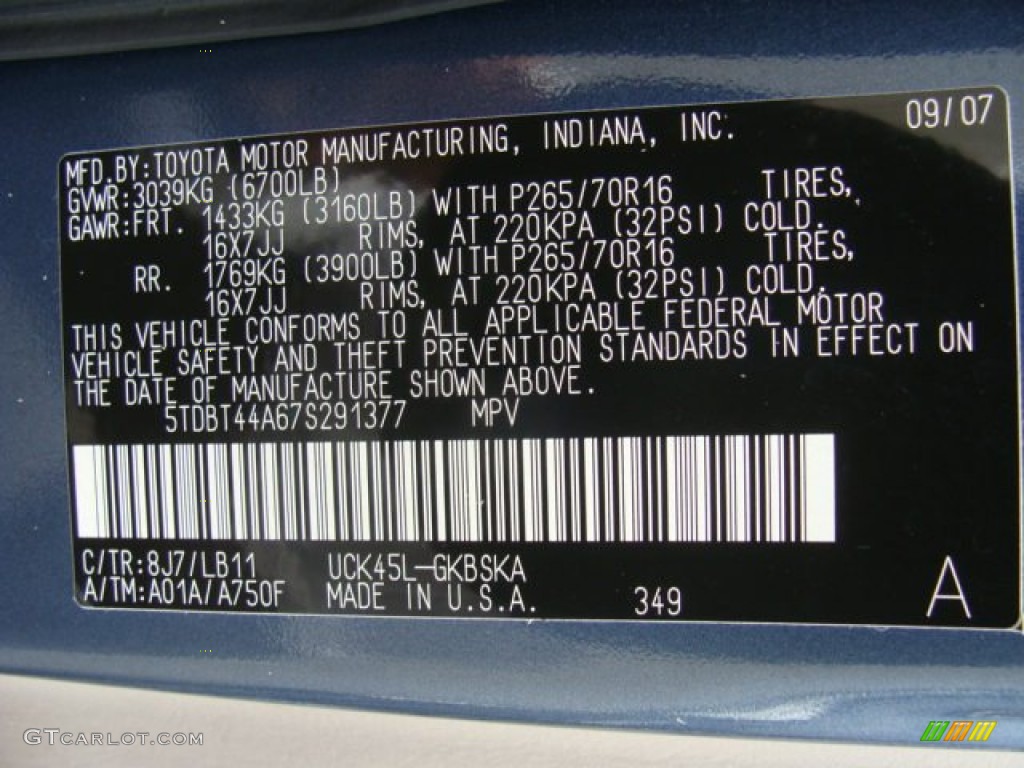 09/07
MFD.BY:TOYOTA MOTOR MANUFACTURING, INDIANA, INC.
GVWR:3039KG (6700LB)
GAWR:FRT. 1433KG (3160LB) WITH P265/70R16 TIRES,
16X7JJ RIMS, AT 220KPA (32PSI) COLD.
RR. 1769KG (3900LB) WITH P265/70R16 TIRES,
16X7JJ RIMS, AT 220KPA (32PSI) COLD.
THIS VEHICLE CONFORMS TO ALL APPLICABLE FEDERAL MOTOR
VEHICLE SAFETY AND THEFT PREVENTION STANDARDS IN EFFECT ON
THE DATE OF MANUFACTURE SHOWN ABOVE.
5TDBT44A67S291377 MPV
C/TR:8J7/LB11 UCK45L-GKBSKA
A/TM:A01A/A750F MADE IN U.S.A. 349 A
GTCARLOT.COM